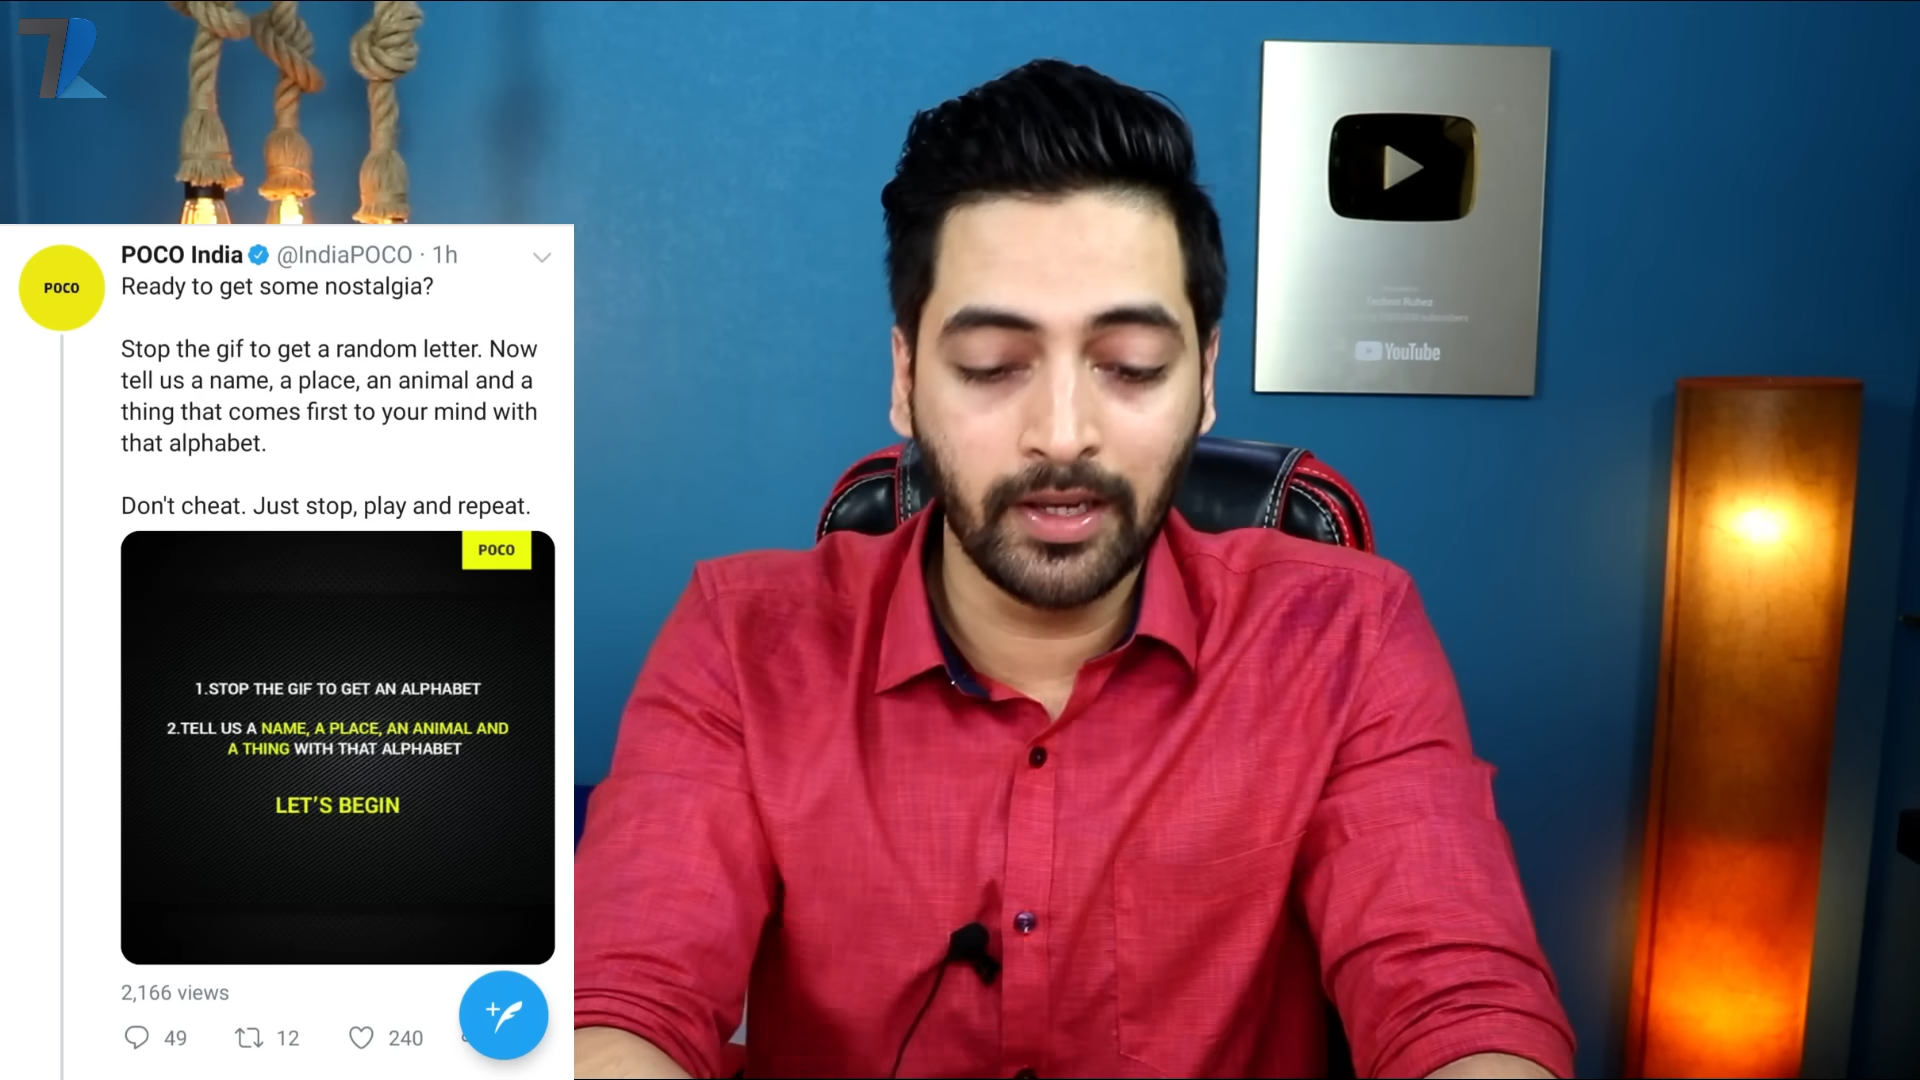 POCO India @IndiaPOCO · 1h
POCO
Ready to get some nostalgia?
Stop the gif to get a random letter. Now
tell us a name, a place, an animal and a
thing that comes first to your mind with
that alphabet.
Don't cheat. Just stop, play and repeat.
POCO
1.STOP THE GIF TO GET AN ALPHABET
2.TELL US A NAME, A PLACE, AN ANIMAL AND
A THING WITH THAT ALPHABET
LET'S BEGIN
2,166 views
49 12 240
Techno Ruhez
YouTube